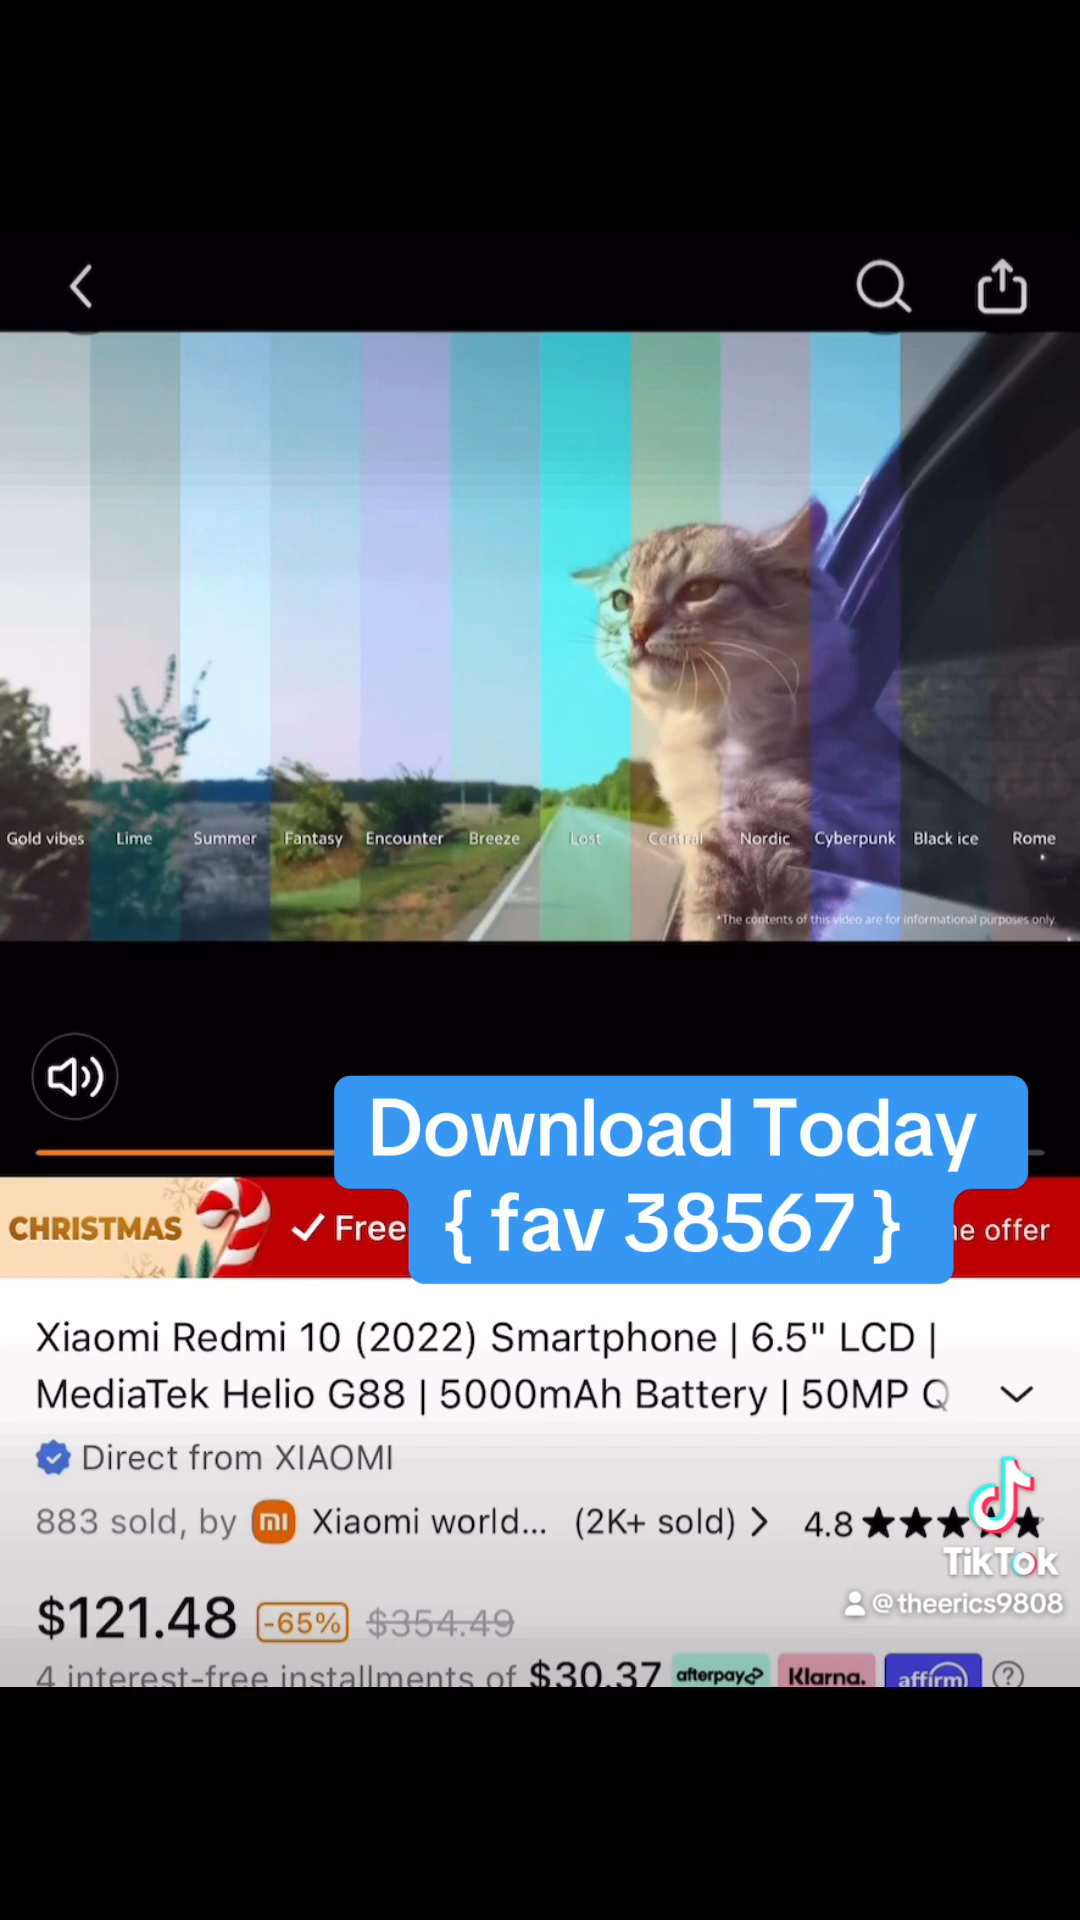 Gold vibes Lime Summer Fantasy Encounter Breeze Lost Central Nordic Cyberpunk Black ice Rome
*The contents of this video are for informational purposes only.
Download Today
{ fav 38567 }
CHRISTMAS ✓ Free
offer
Xiaomi Redmi 10 (2022) Smartphone | 6.5" LCD |
MediaTek Helio G88 | 5000mAh Battery | 50MP Q
Direct from XIAOMI
883 sold, by mi Xiaomi world... (2K+ sold) > 4.8 ★★★★★
TikTok
@theerics9808
$121.48 -65% $354.49
4 interest-free installments of $30.37 afterpay Klarna. affirm ?